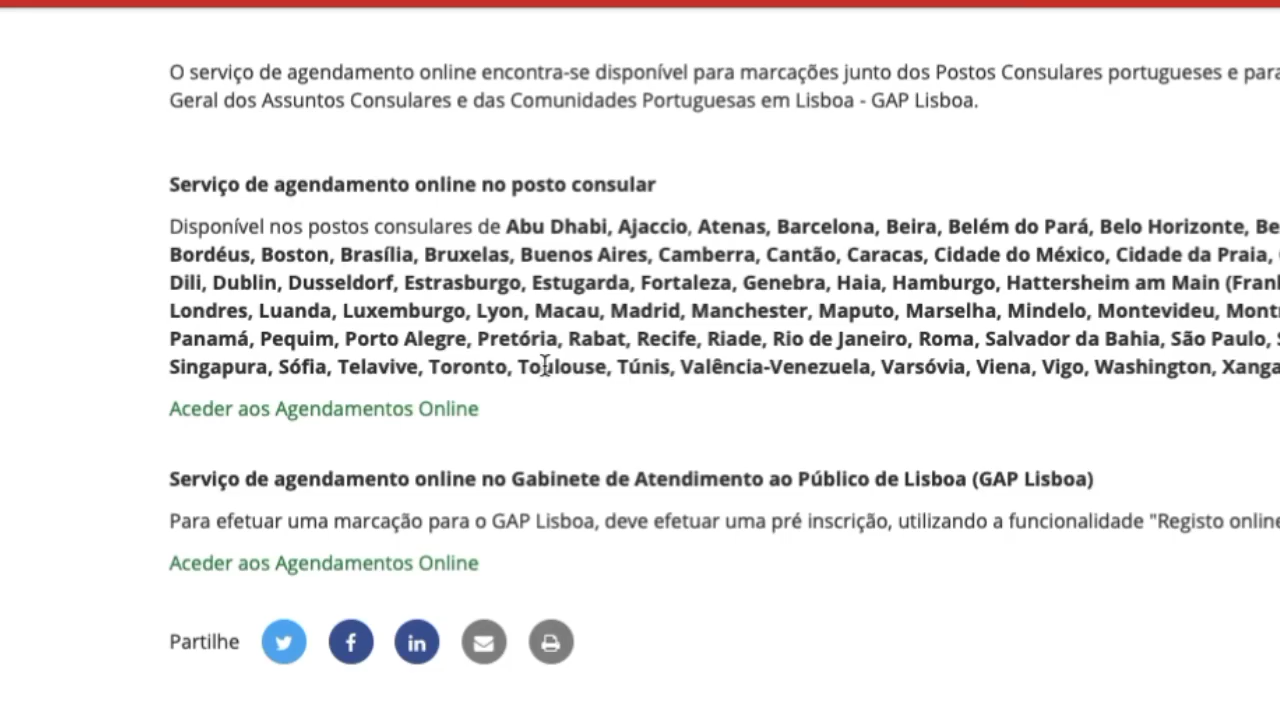 O serviço de agendamento online encontra-se disponível para marcações junto dos Postos Consulares portugueses e para
Geral dos Assuntos Consulares e das Comunidades Portuguesas em Lisboa - GAP Lisboa.
Serviço de agendamento online no posto consular
Disponível nos postos consulares de Abu Dhabi, Ajaccio, Atenas, Barcelona, Beira, Belém do Pará, Belo Horizonte, Be
Bordéus, Boston, Brasília, Bruxelas, Buenos Aires, Camberra, Cantão, Caracas, Cidade do México, Cidade da Praia,
Dili, Dublin, Dusseldorf, Estrasburgo, Estugarda, Fortaleza, Genebra, Haia, Hamburgo, Hattersheim am Main (Frank
Londres, Luanda, Luxemburgo, Lyon, Macau, Madrid, Manchester, Maputo, Marselha, Mindelo, Montevideu, Montr
Panamá, Pequim, Porto Alegre, Pretória, Rabat, Recife, Riade, Rio de Janeiro, Roma, Salvador da Bahia, São Paulo, S
Singapura, Sófia, Telavive, Toronto, Toulouse, Túnis, Valência-Venezuela, Varsóvia, Viena, Vigo, Washington, Xanga
Aceder aos Agendamentos Online
Serviço de agendamento online no Gabinete de Atendimento ao Público de Lisboa (GAP Lisboa)
Para efetuar uma marcação para o GAP Lisboa, deve efetuar uma pré inscrição, utilizando a funcionalidade "Registo online
Aceder aos Agendamentos Online
Partilhe